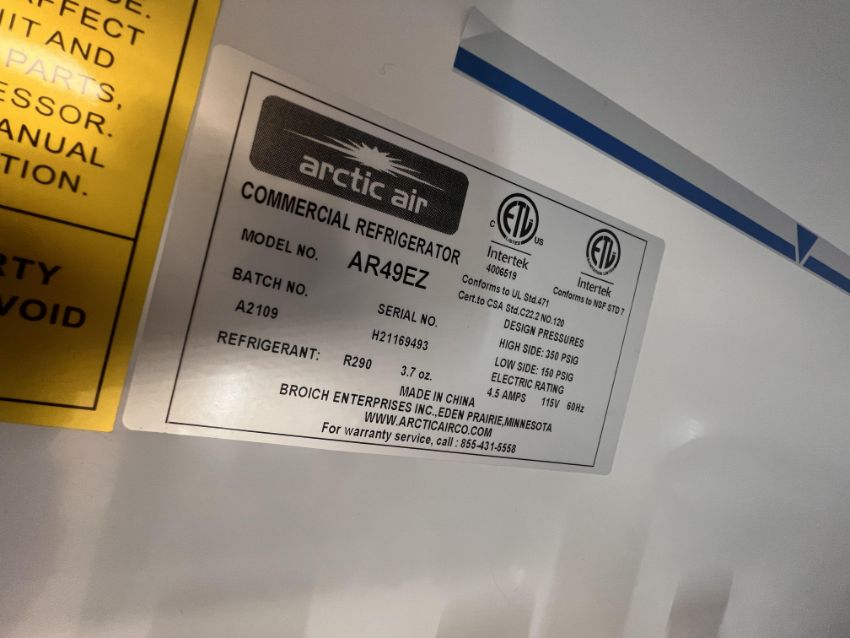 E.
AFFECT
IT AND
PARTS,
ESSOR.
ANUAL
TION.
RTY
VOID
arctic air
COMMERCIAL REFRIGERATOR
MODEL NO. AR49EZ
BATCH NO. SERIAL NO.
A2109 H21169493
REFRIGERANT: R290 3.7 oz.
C ETL US
LISTED
Intertek
4006519
Conforms to UL Std.471
Cert.to CSA Std.C22.2 NO.120
ETL
Intertek
Conforms to NSF STD 7
DESIGN PRESSURES
HIGH SIDE: 350 PSIG
LOW SIDE: 150 PSIG
ELECTRIC RATING
4.5 AMPS 115V 60Hz
MADE IN CHINA
BROICH ENTERPRISES INC.,EDEN PRAIRIE,MINNESOTA
WWW.ARCTICAIRCO.COM
For warranty service, call : 855-431-5558